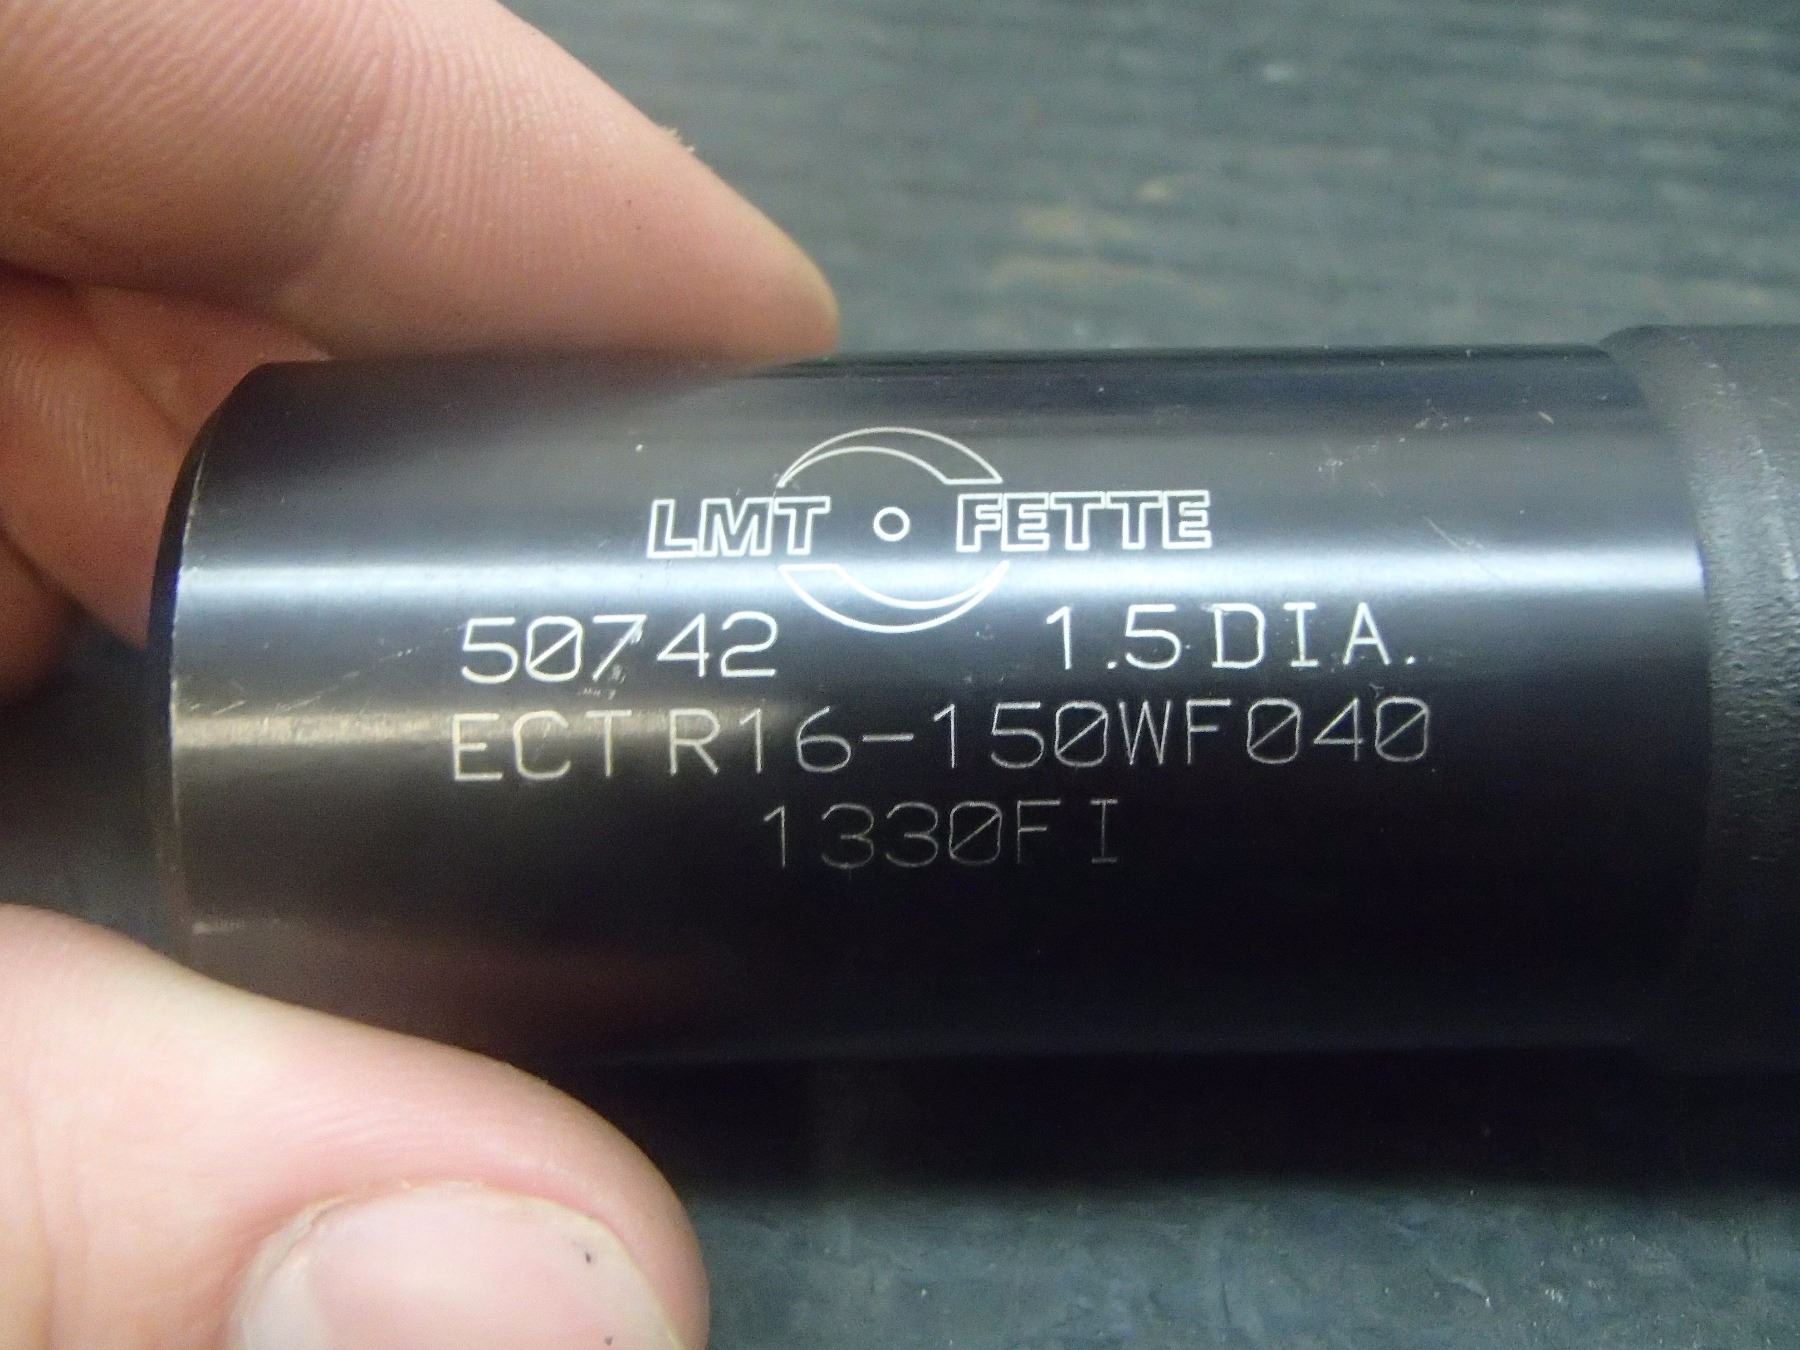 LMT FETTE
50742 1.5 DIA.
ECTR16-150WF040
1330FI